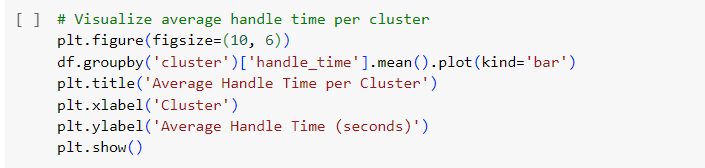 [ ] # Visualize average handle time per cluster
plt.figure(figsize=(10, 6))
df.groupby('cluster')['handle_time'].mean().plot(kind='bar')
plt.title('Average Handle Time per Cluster')
plt.xlabel('Cluster')
plt.ylabel('Average Handle Time (seconds)')
plt.show()